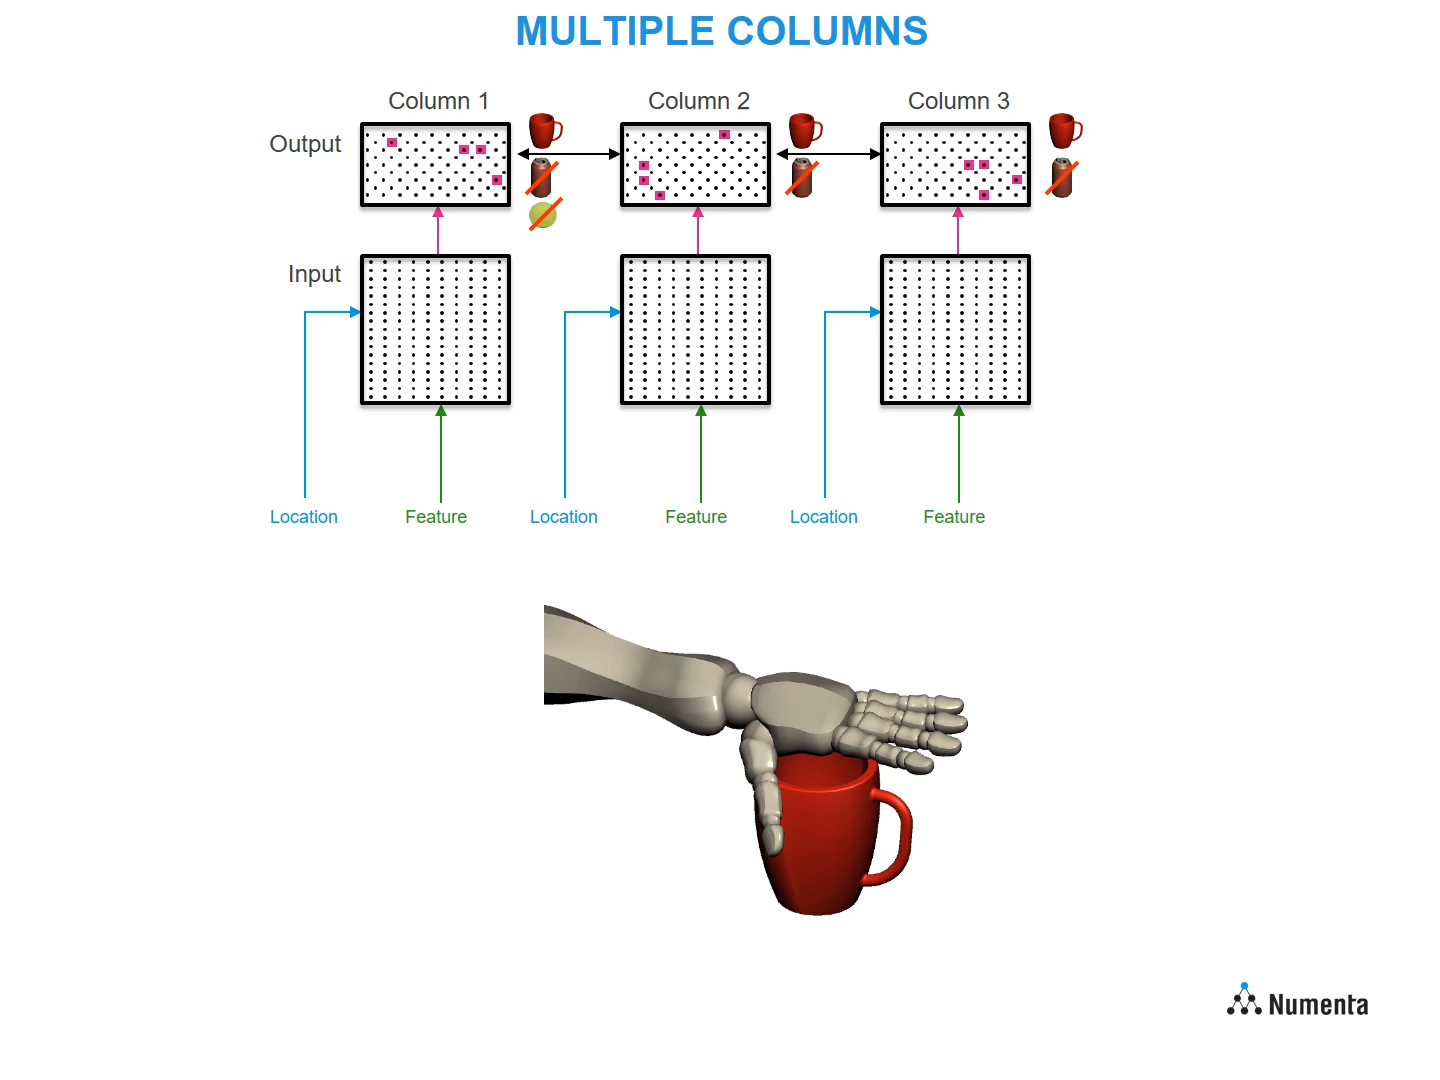 MULTIPLE COLUMNS
Column 1
Column 2
Column 3
Output
Input
Location
Feature
Location
Feature
Location
Feature
Numenta